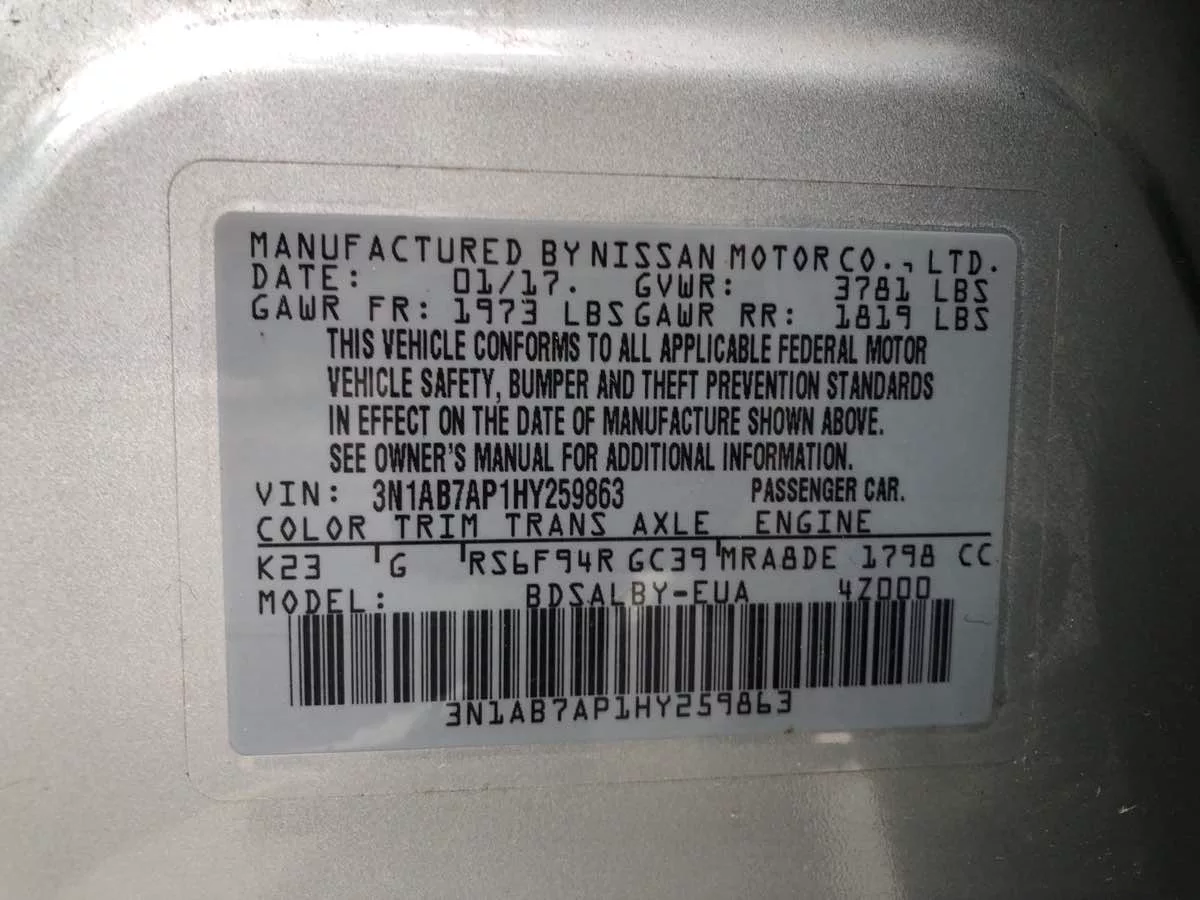 MANUFACTURED BY NISSAN MOTOR CO., LTD.
DATE: 01/17. GVWR: 3781 LBS
GAWR FR: 1973 LBS GAWR RR: 1819 LBS
THIS VEHICLE CONFORMS TO ALL APPLICABLE FEDERAL MOTOR
VEHICLE SAFETY, BUMPER AND THEFT PREVENTION STANDARDS
IN EFFECT ON THE DATE OF MANUFACTURE SHOWN ABOVE.
SEE OWNER'S MANUAL FOR ADDITIONAL INFORMATION.
VIN: 3N1AB7AP1HY259863 PASSENGER CAR.
COLOR TRIM TRANS AXLE ENGINE
K23 G RS6F94R GC39 MRA8DE 1798 CC
MODEL: BDSALBY-EUA 4Z000
3N1AB7AP1HY259863